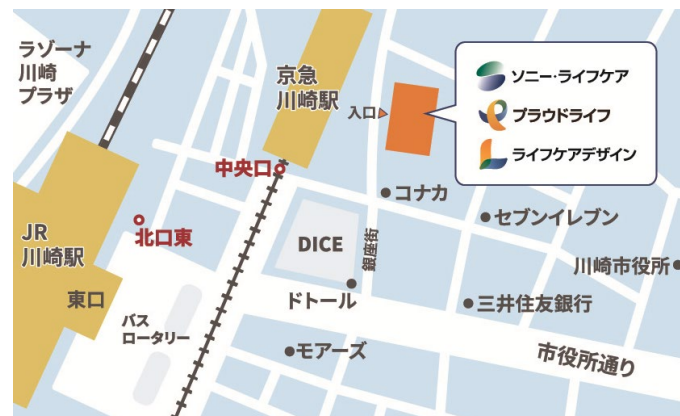 ラゾーナ
川崎
プラザ
京急
川崎駅
入口
ソニー・ライフケア
プラウドライフ
ライフケアデザイン
中央口
コナカ
セブンイレブン
北口東
JR
川崎駅
DICE
銀座街
川崎市役所
東口
ドトール
三井住友銀行
バス
ロータリー
モアーズ
市役所通り